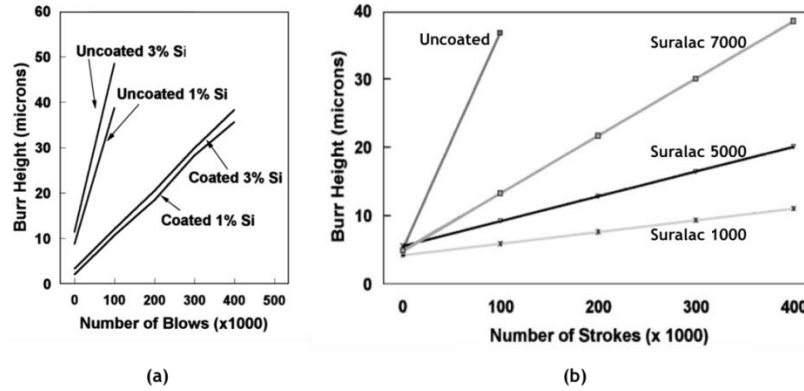 60
50
40
30
20
10
0
Burr Height (microns)
Uncoated 3% Si
Uncoated 1% Si
Coated 3% Si
Coated 1% Si
0 100 200 300 400 500
Number of Blows (x1000)
(a)
40
30
20
10
0
Burr Height (microns)
Uncoated
Suralac 7000
Suralac 5000
Suralac 1000
0 100 200 300 400
Number of Strokes (x 1000)
(b)